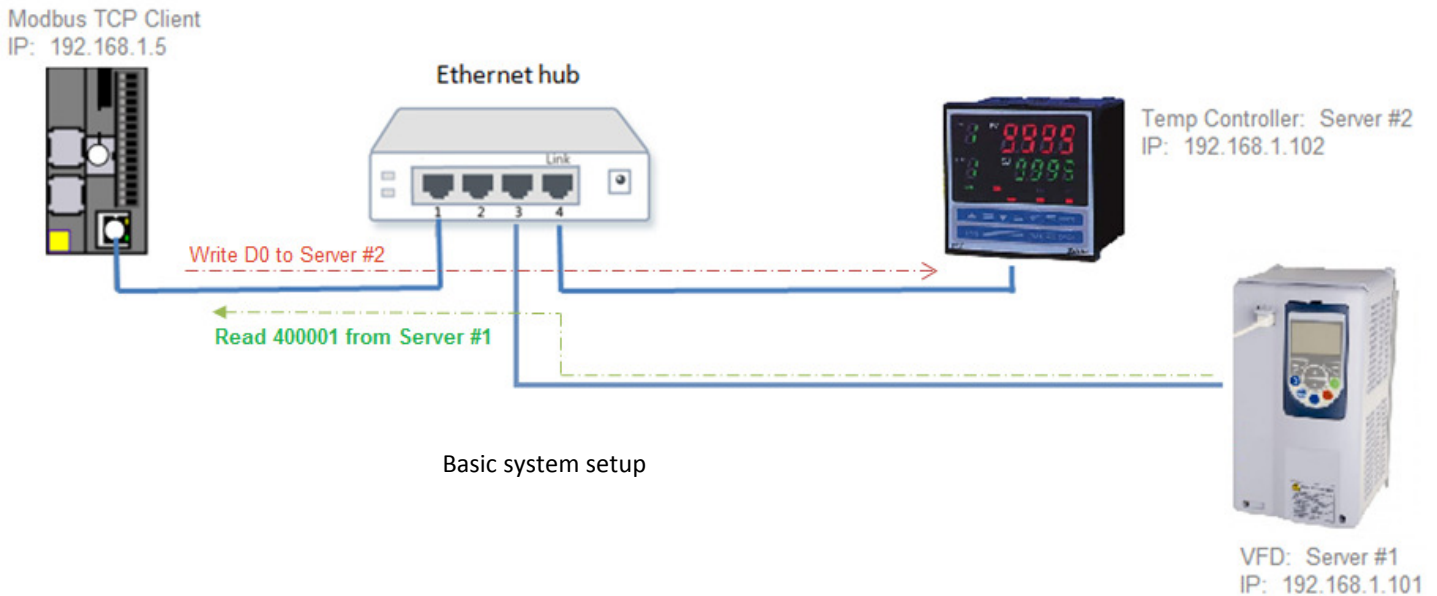 Modbus TCP Client
IP: 192.168.1.5
Ethernet hub
Link
1 2 3 4
Temp Controller: Server #2
IP: 192.168.1.102
Write D0 to Server #2
Read 400001 from Server #1
Basic system setup
VFD: Server #1
IP: 192.168.1.101